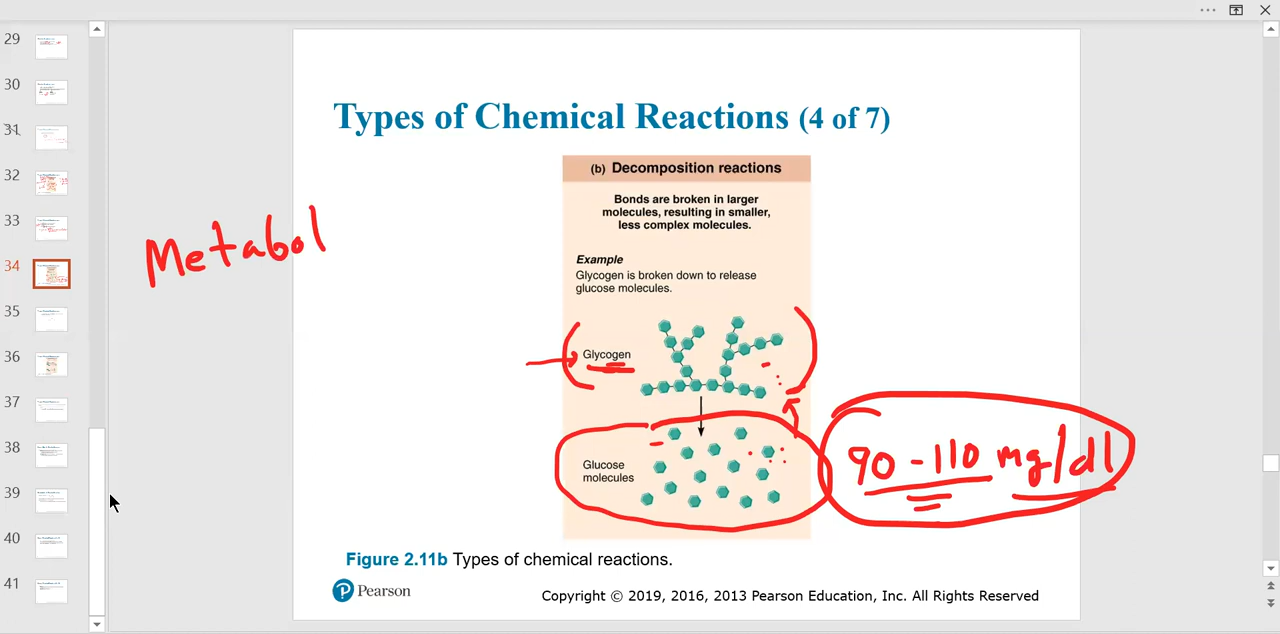 29
30
31
32
33
34
35
36
37
38
39
40
41
Types of Chemical Reactions (4 of 7)
(b) Decomposition reactions
Bonds are broken in larger
molecules, resulting in smaller,
less complex molecules.
Metabol
Example
Glycogen is broken down to release
glucose molecules.
Glycogen
Glucose
molecules
90-110 mg/dl
Figure 2.11b Types of chemical reactions.
Pearson
Copyright © 2019, 2016, 2013 Pearson Education, Inc. All Rights Reserved